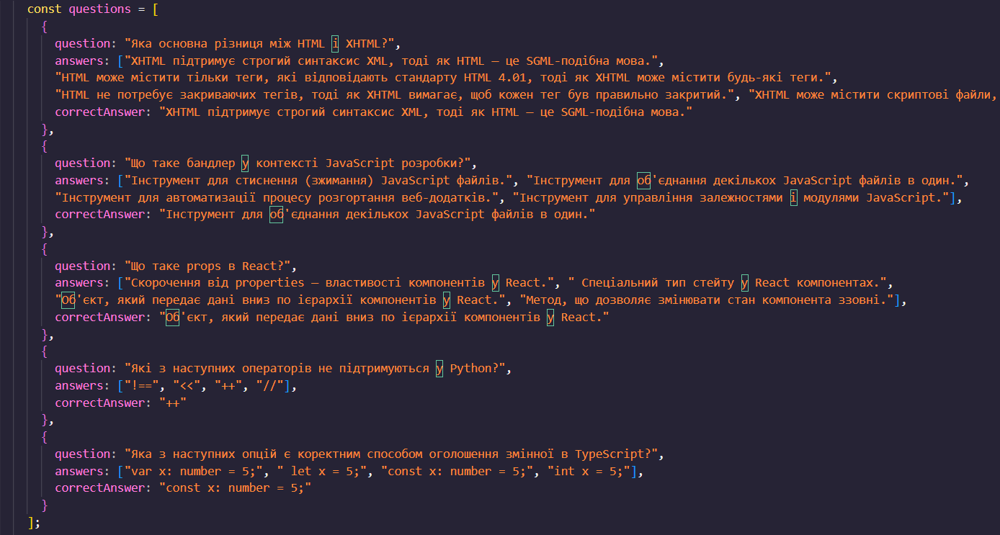 const questions = [
{
question: "Яка основна різниця між HTML і XHTML?",
answers: ["XHTML підтримує строгий синтаксис XML, тоді як HTML — це SGML-подібна мова.",
"HTML може містити тільки теги, які відповідають стандарту HTML 4.01, тоді як XHTML може містити будь-які теги.",
"HTML не потребує закриваючих тегів, тоді як XHTML вимагає, щоб кожен тег був правильно закритий.", "XHTML може містити скриптові файли,
correctAnswer: "XHTML підтримує строгий синтаксис XML, тоді як HTML — це SGML-подібна мова."
},
{
question: "Що таке бандлер у контексті JavaScript розробки?",
answers: ["Інструмент для стиснення (зжимання) JavaScript файлів.", "Інструмент для об'єднання декількох JavaScript файлів в один.",
"Інструмент для автоматизації процесу розгортання веб-додатків.", "Інструмент для управління залежностями і модулями JavaScript."],
correctAnswer: "Інструмент для об'єднання декількох JavaScript файлів в один."
},
{
question: "Що таке props в React?",
answers: ["Скорочення від properties — властивості компонентів у React.", " Спеціальний тип стейту у React компонентах.",
"Об'єкт, який передає дані вниз по ієрархії компонентів у React.", "Метод, що дозволяє змінювати стан компонента ззовні."],
correctAnswer: "Об'єкт, який передає дані вниз по ієрархії компонентів у React."
},
{
question: "Які з наступних операторів не підтримуються у Python?",
answers: ["!==", "<<", "++", "//"],
correctAnswer: "++"
},
{
question: "Яка з наступних опцій є коректним способом оголошення змінної в TypeScript?",
answers: ["var x: number = 5;", " let x = 5;", "const x: number = 5;", "int x = 5;"],
correctAnswer: "const x: number = 5;"
}
];